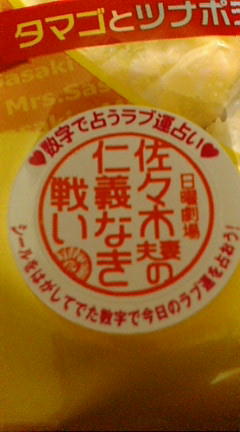 タマゴとツナポテ
Sasaki
Mrs.Sas
数字で占うラブ運占い
日曜劇場
佐々木夫妻の
仁義なき
戦い
シールをはがしてでた数字で今日のラブ運を占おう!